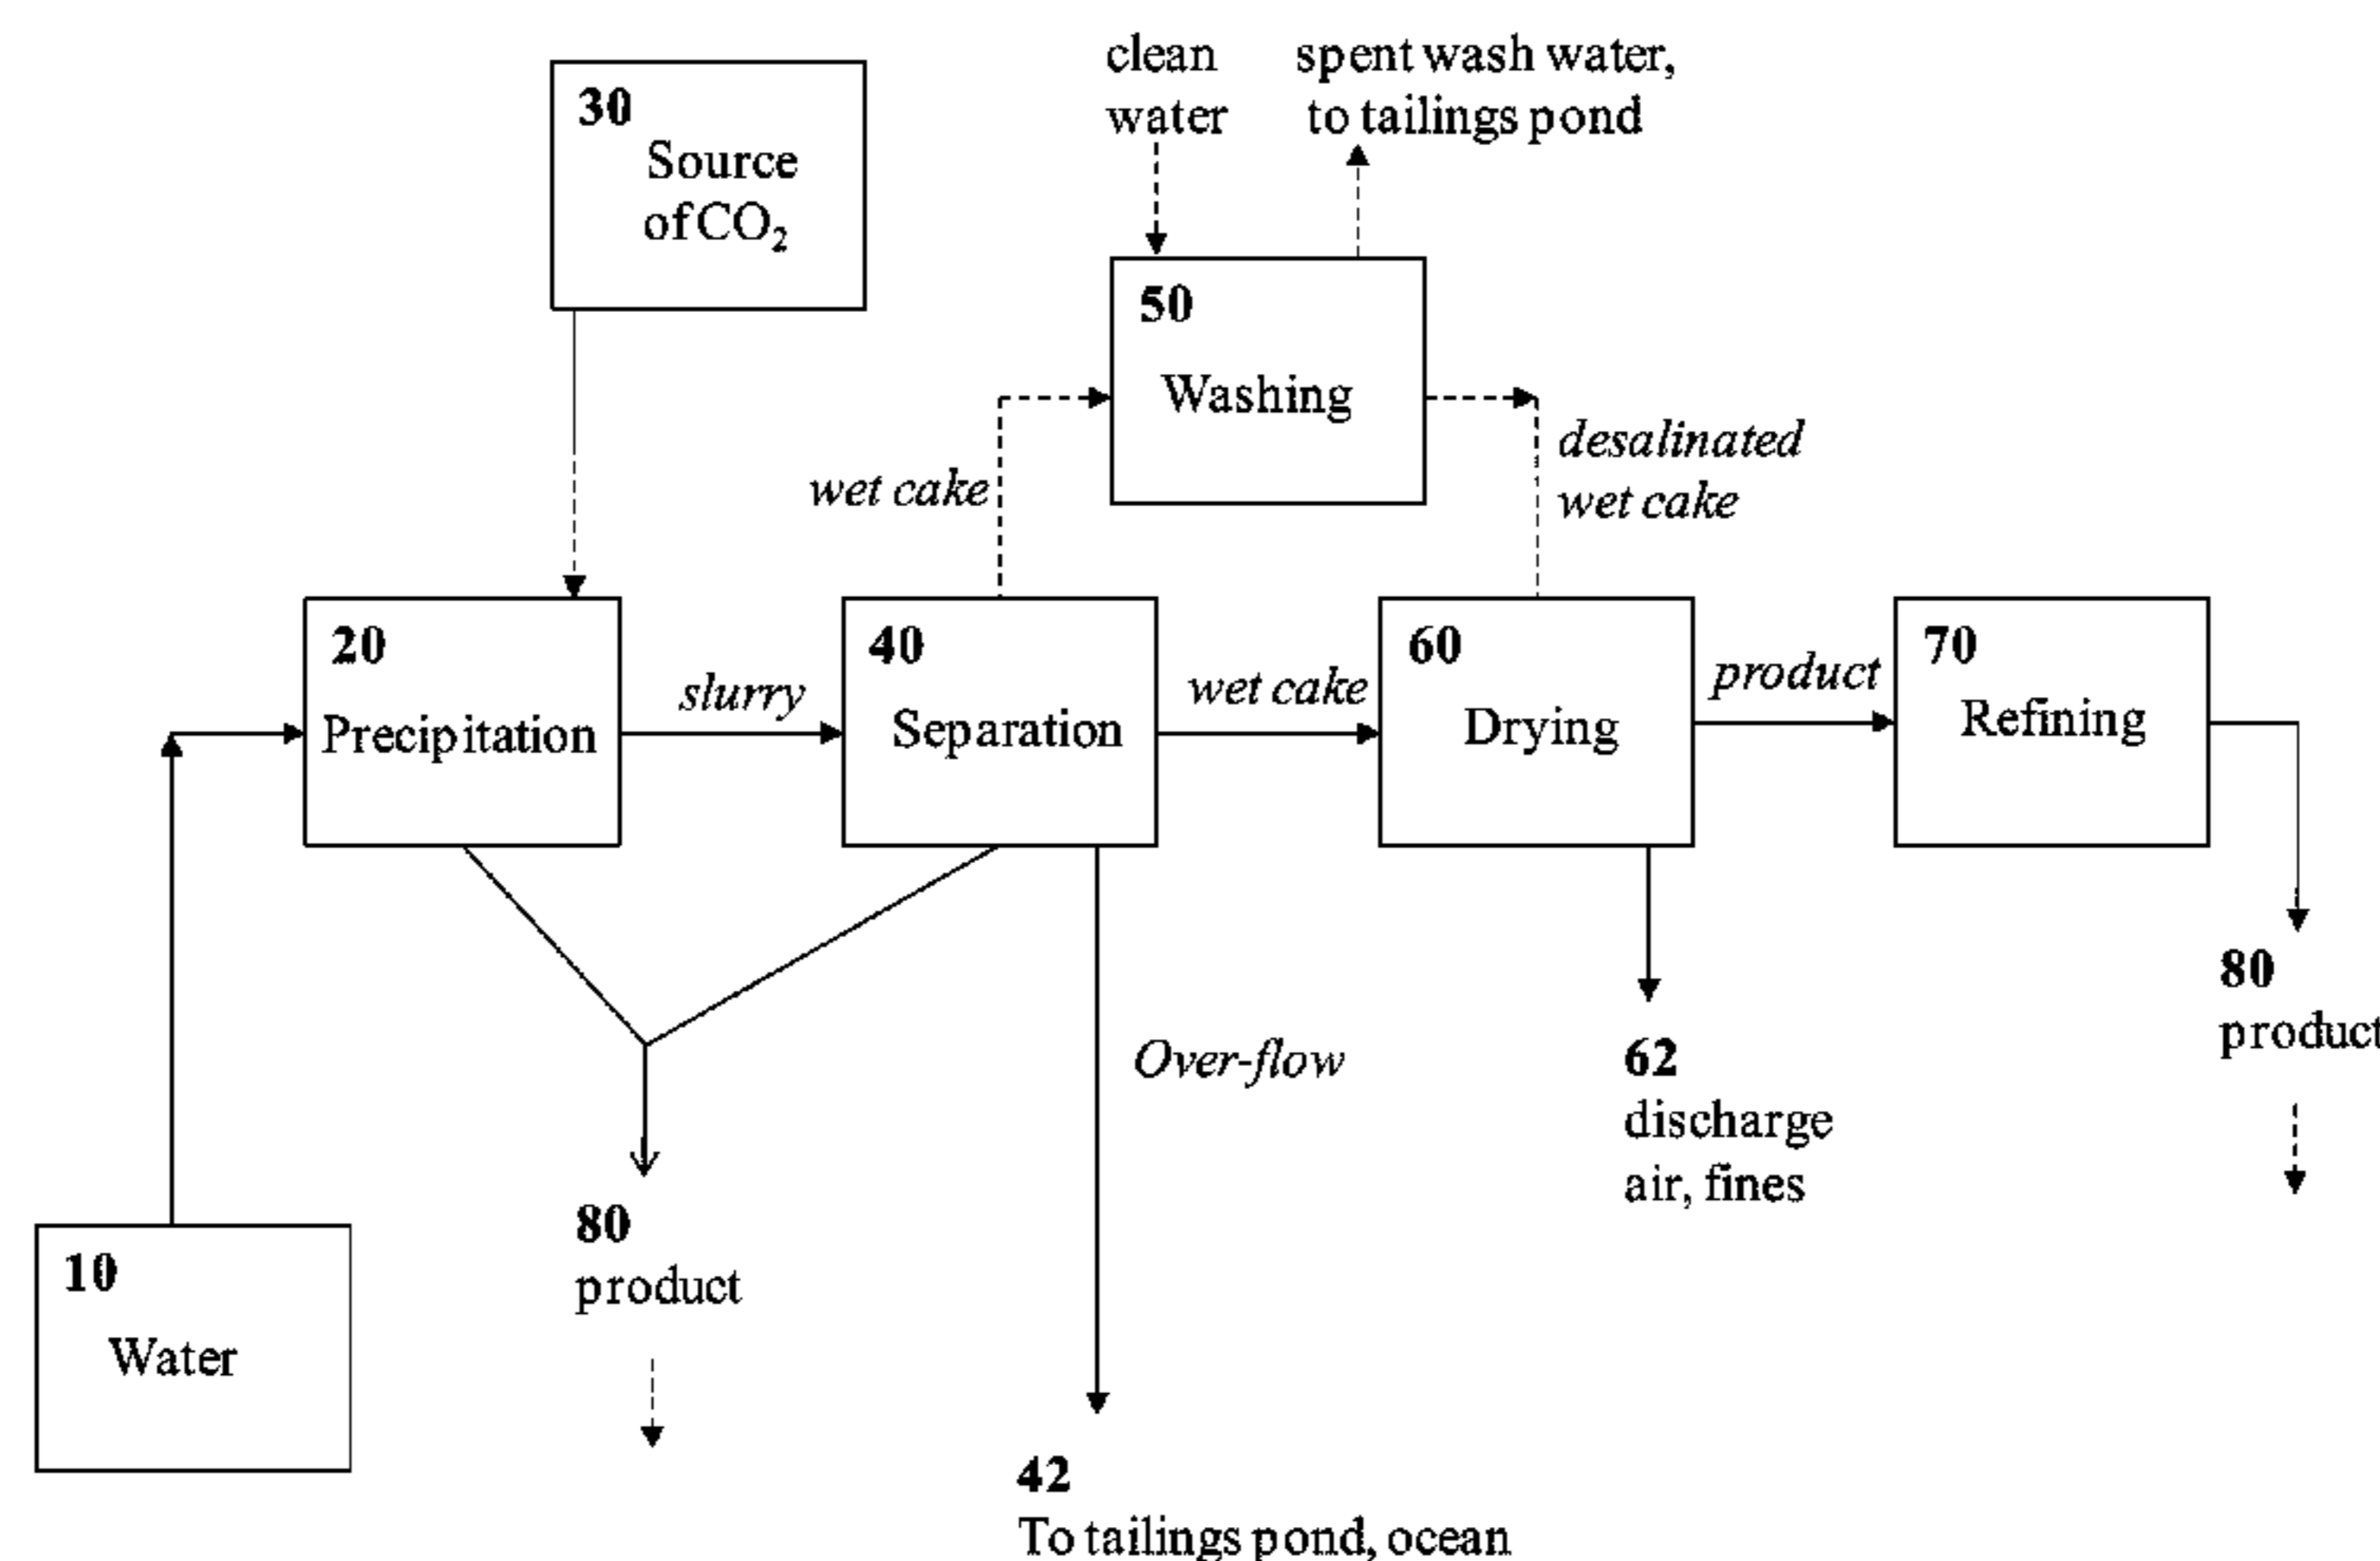 30
Source
of CO₂
clean
water
spent wash water,
to tailings pond
50
Washing
wet cake
desalinated
wet cake
20
Precipitation
slurry
40
Separation
wet cake
60
Drying
product
70
Refining
Over-flow
80
product
62
discharge
air, fines
80
product
10
Water
42
To tailings pond, ocean